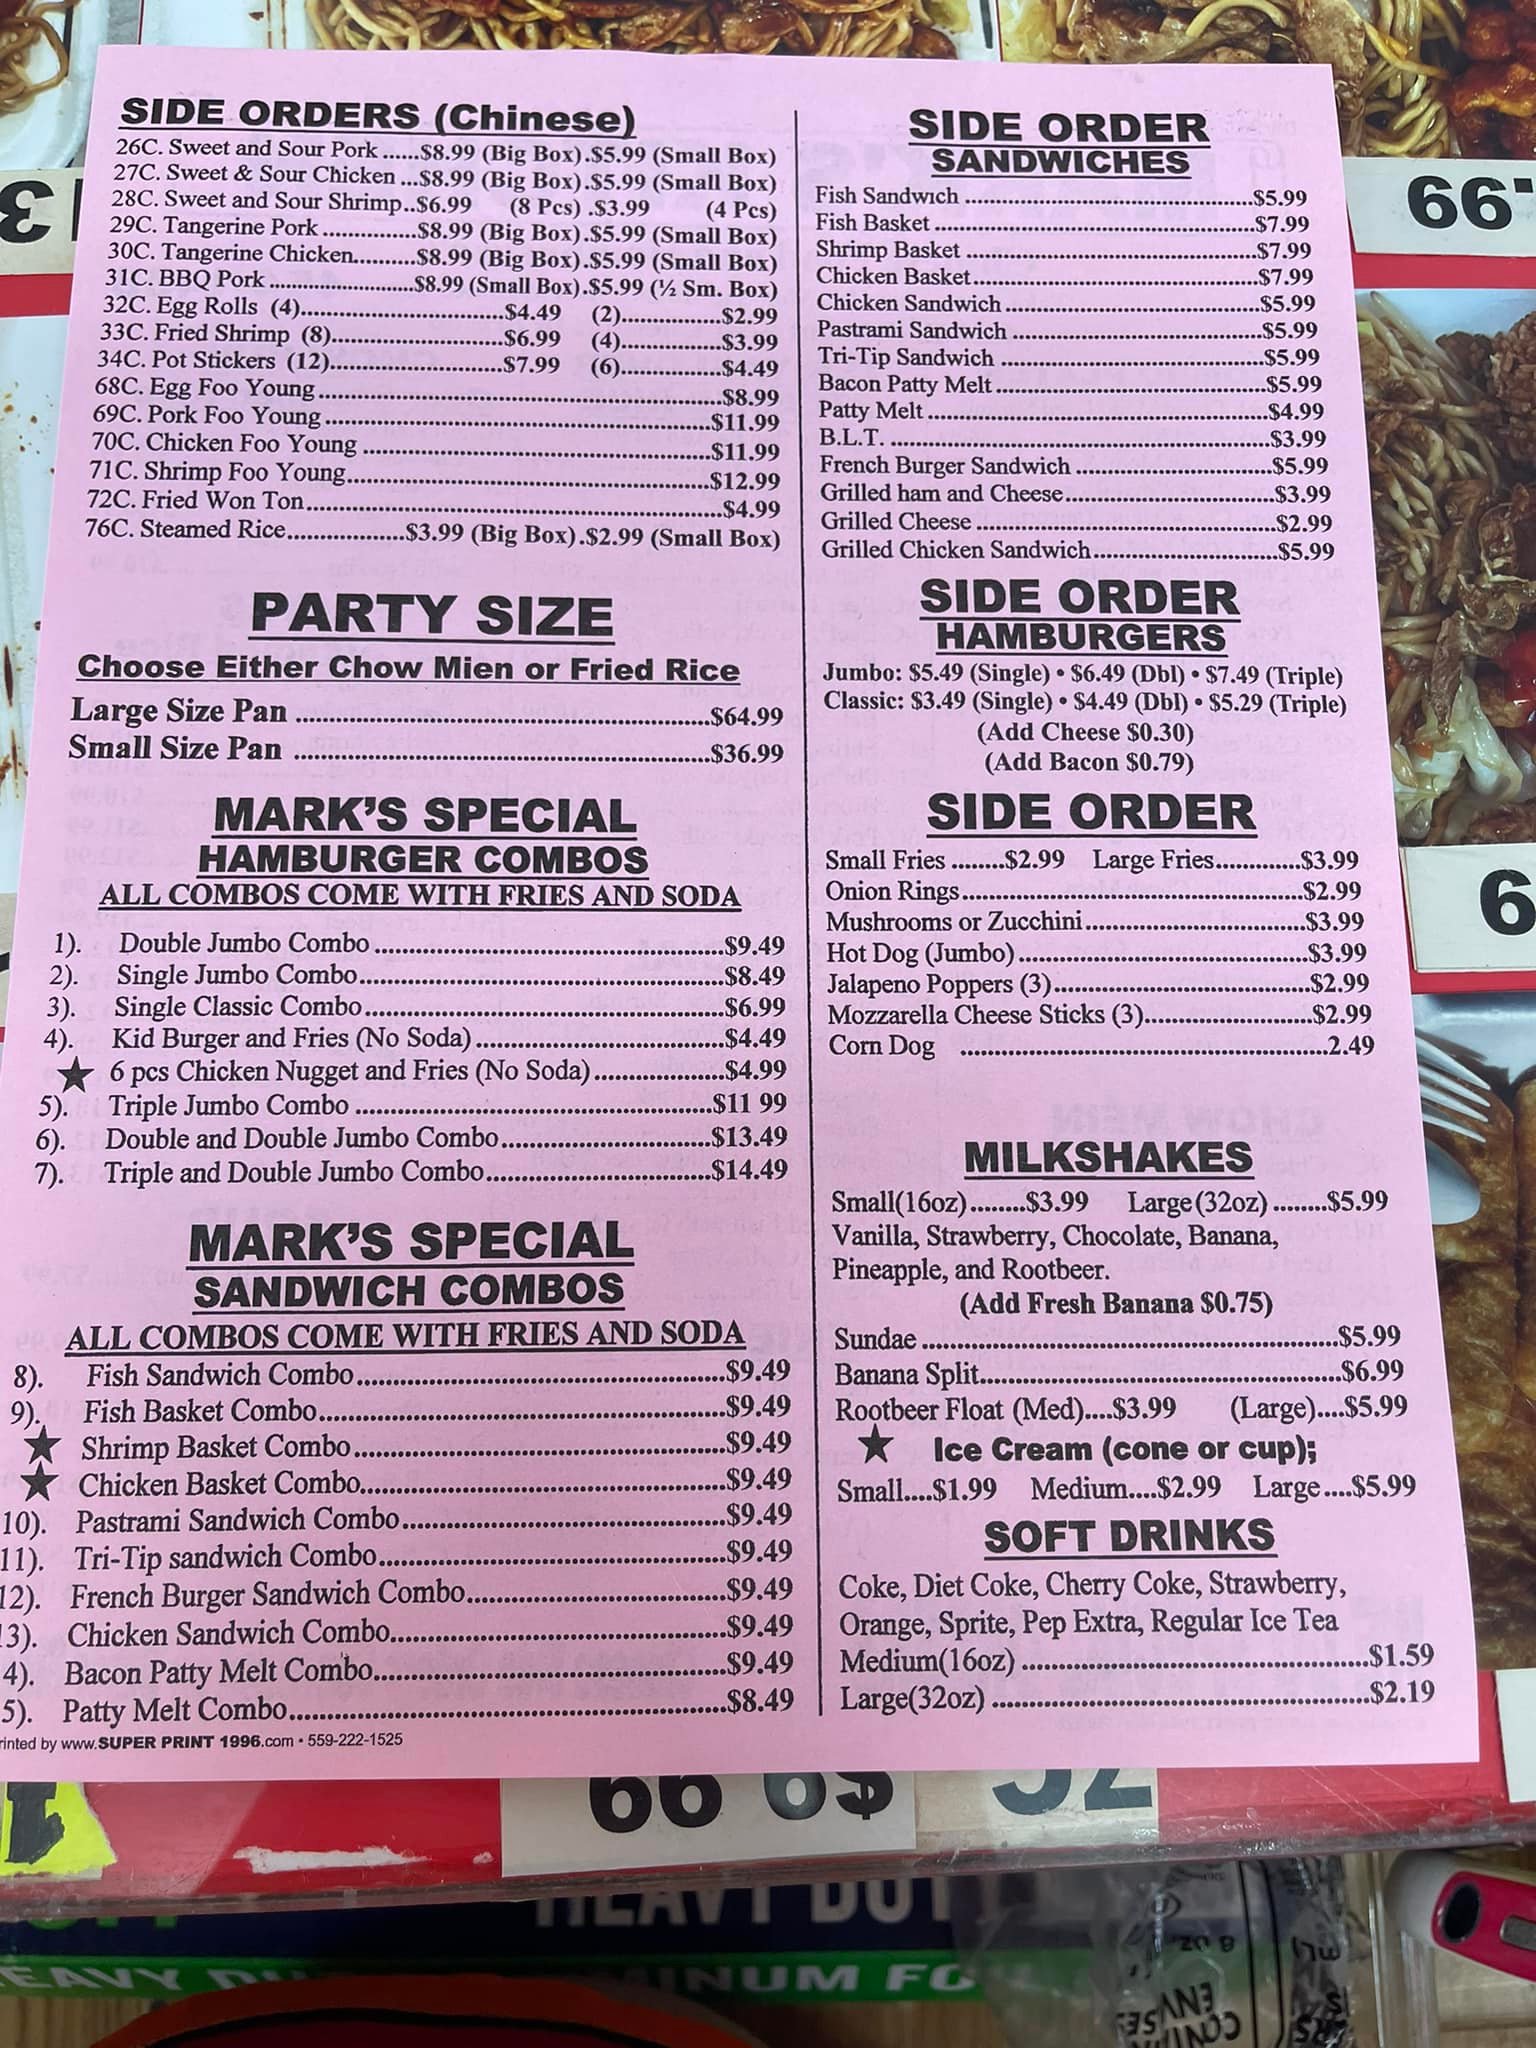 SIDE ORDERS (Chinese)
26C. Sweet and Sour Pork ......$8.99 (Big Box).$5.99 (Small Box)
27C. Sweet & Sour Chicken ...$8.99 (Big Box).$5.99 (Small Box)
28C. Sweet and Sour Shrimp..$6.99 (8 Pcs) .$3.99 (4 Pcs)
29C. Tangerine Pork ...............$8.99 (Big Box).$5.99 (Small Box)
30C. Tangerine Chicken..........$8.99 (Big Box).$5.99 (Small Box)
31C. BBQ Pork ........................$8.99 (Small Box).$5.99 (½ Sm. Box)
32C. Egg Rolls (4)..................................$4.49 (2)................$2.99
33C. Fried Shrimp (8).............................$6.99 (4)................$3.99
34C. Pot Stickers (12).............................$7.99 (6)................$4.49
68C. Egg Foo Young....................................................................$8.99
69C. Pork Foo Young.................................................................$11.99
70C. Chicken Foo Young ...........................................................$11.99
71C. Shrimp Foo Young.............................................................$12.99
72C. Fried Won Ton......................................................................$4.99
76C. Steamed Rice....................$3.99 (Big Box).$2.99 (Small Box)
PARTY SIZE
Choose Either Chow Mien or Fried Rice
Large Size Pan .....................................................$64.99
Small Size Pan .....................................................$36.99
MARK'S SPECIAL
HAMBURGER COMBOS
ALL COMBOS COME WITH FRIES AND SODA
1). Double Jumbo Combo ..................................................$9.49
2). Single Jumbo Combo....................................................$8.49
3). Single Classic Combo....................................................$6.99
4). Kid Burger and Fries (No Soda)....................................$4.49
★ 6 pcs Chicken Nugget and Fries (No Soda)...................$4.99
5). Triple Jumbo Combo ...................................................$11 99
6). Double and Double Jumbo Combo..............................$13.49
7). Triple and Double Jumbo Combo................................$14.49
MARK'S SPECIAL
SANDWICH COMBOS
ALL COMBOS COME WITH FRIES AND SODA
8). Fish Sandwich Combo.....................................................$9.49
9). Fish Basket Combo..........................................................$9.49
★ Shrimp Basket Combo.....................................................$9.49
★ Chicken Basket Combo....................................................$9.49
10). Pastrami Sandwich Combo..............................................$9.49
11). Tri-Tip sandwich Combo.................................................$9.49
12). French Burger Sandwich Combo.....................................$9.49
3). Chicken Sandwich Combo................................................$9.49
4). Bacon Patty Melt Combo..................................................$9.49
5). Patty Melt Combo..............................................................$8.49
rinted by www.SUPER PRINT 1996.com • 559-222-1525
SIDE ORDER
SANDWICHES
Fish Sandwich ..........................................$5.99
Fish Basket ...............................................$7.99
Shrimp Basket ...........................................$7.99
Chicken Basket..........................................$7.99
Chicken Sandwich .....................................$5.99
Pastrami Sandwich ....................................$5.99
Tri-Tip Sandwich .......................................$5.99
Bacon Patty Melt .......................................$5.99
Patty Melt ..................................................$4.99
B.L.T. ........................................................$3.99
French Burger Sandwich ............................$5.99
Grilled ham and Cheese..............................$3.99
Grilled Cheese ...........................................$2.99
Grilled Chicken Sandwich...........................$5.99
SIDE ORDER
HAMBURGERS
Jumbo: $5.49 (Single) • $6.49 (Dbl) • $7.49 (Triple)
Classic: $3.49 (Single) • $4.49 (Dbl) • $5.29 (Triple)
(Add Cheese $0.30)
(Add Bacon $0.79)
SIDE ORDER
Small Fries ........$2.99 Large Fries.............$3.99
Onion Rings....................................................$2.99
Mushrooms or Zucchini..................................$3.99
Hot Dog (Jumbo)............................................$3.99
Jalapeno Poppers (3).......................................$2.99
Mozzarella Cheese Sticks (3)..........................$2.99
Corn Dog .......................................................2.49
MILKSHAKES
Small(16oz)........$3.99 Large(32oz) ........$5.99
Vanilla, Strawberry, Chocolate, Banana,
Pineapple, and Rootbeer.
(Add Fresh Banana $0.75)
Sundae ..............................................................$5.99
Banana Split......................................................$6.99
Rootbeer Float (Med)....$3.99 (Large)....$5.99
★ Ice Cream (cone or cup);
Small....$1.99 Medium....$2.99 Large....$5.99
SOFT DRINKS
Coke, Diet Coke, Cherry Coke, Strawberry,
Orange, Sprite, Pep Extra, Regular Ice Tea
Medium(16oz) ..................................................$1.59
Large(32oz) ......................................................$2.19
HEAVY DUT